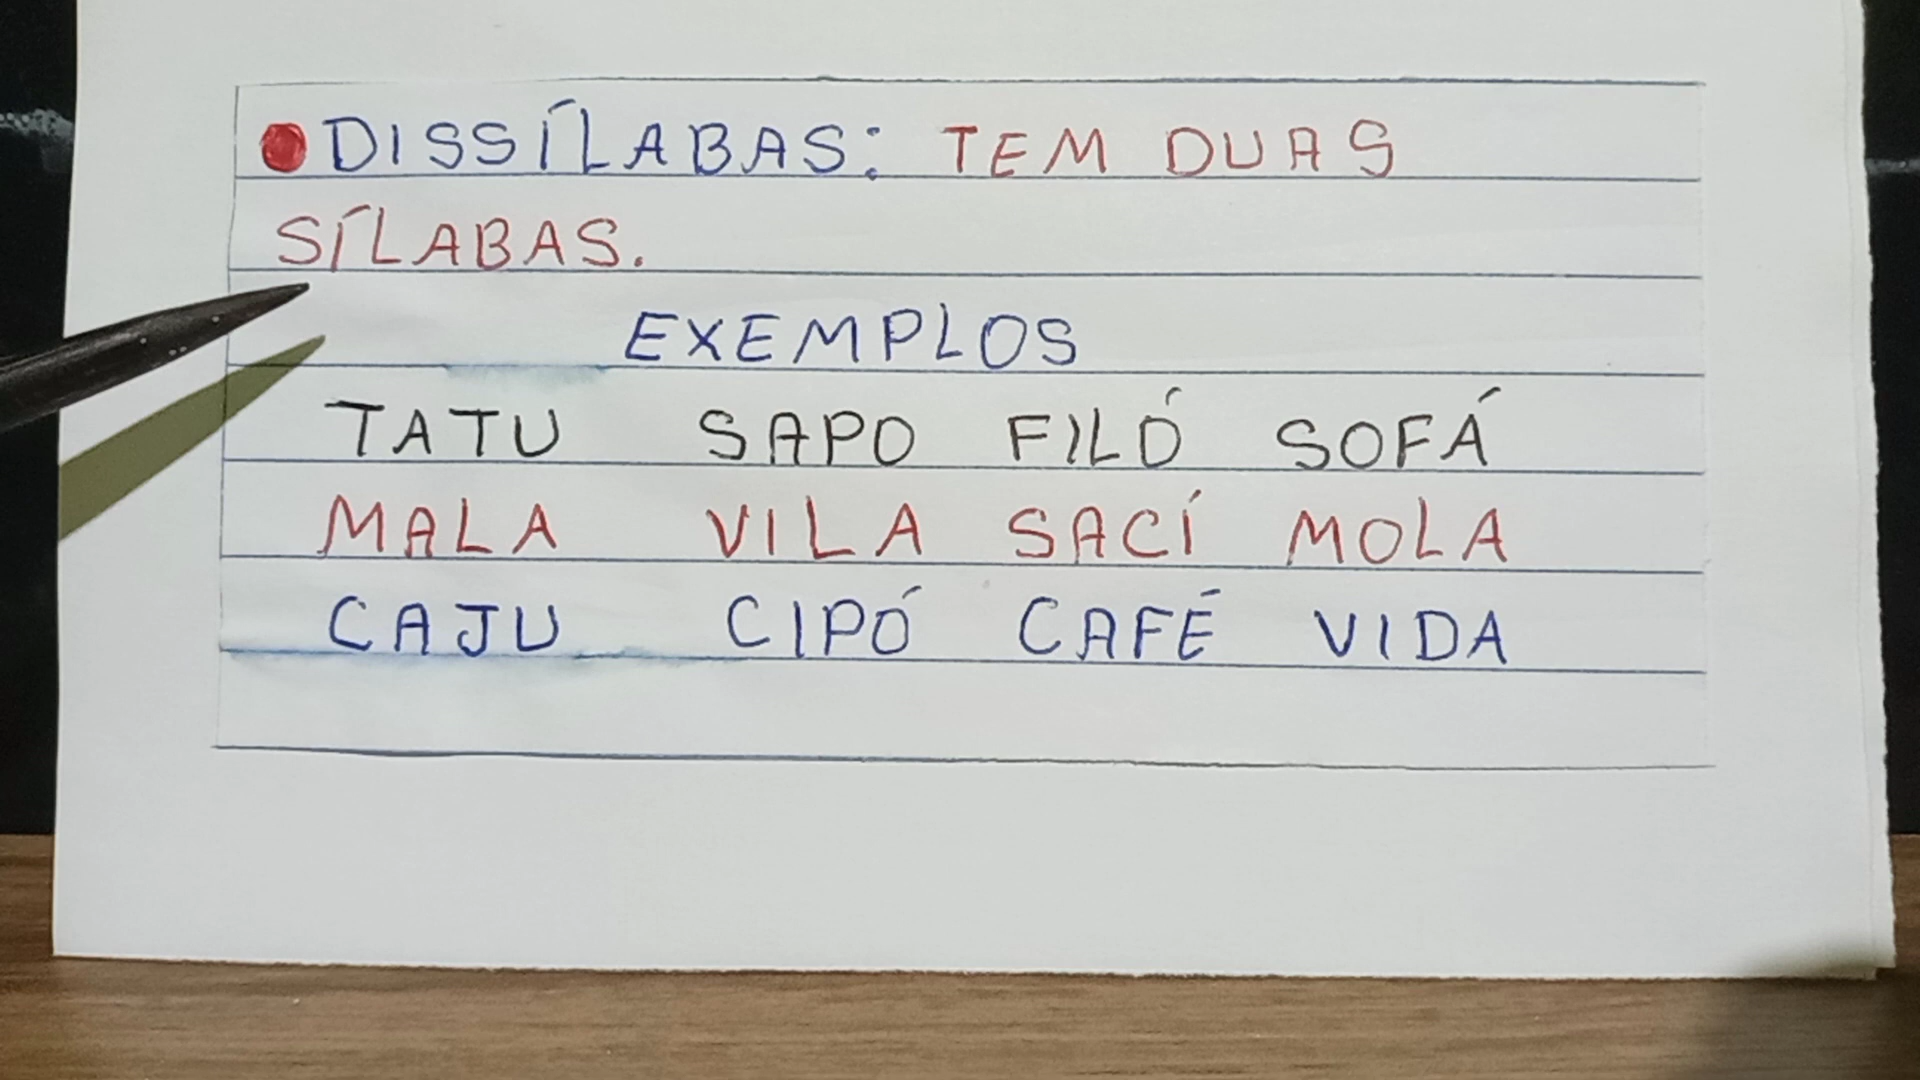 DISSÍLABAS: TEM DUAS
SÍLABAS.
EXEMPLOS
TATU SAPO FILÓ SOFÁ
MALA VILA SACÍ MOLA
CAJU CIPÓ CAFÉ VIDA